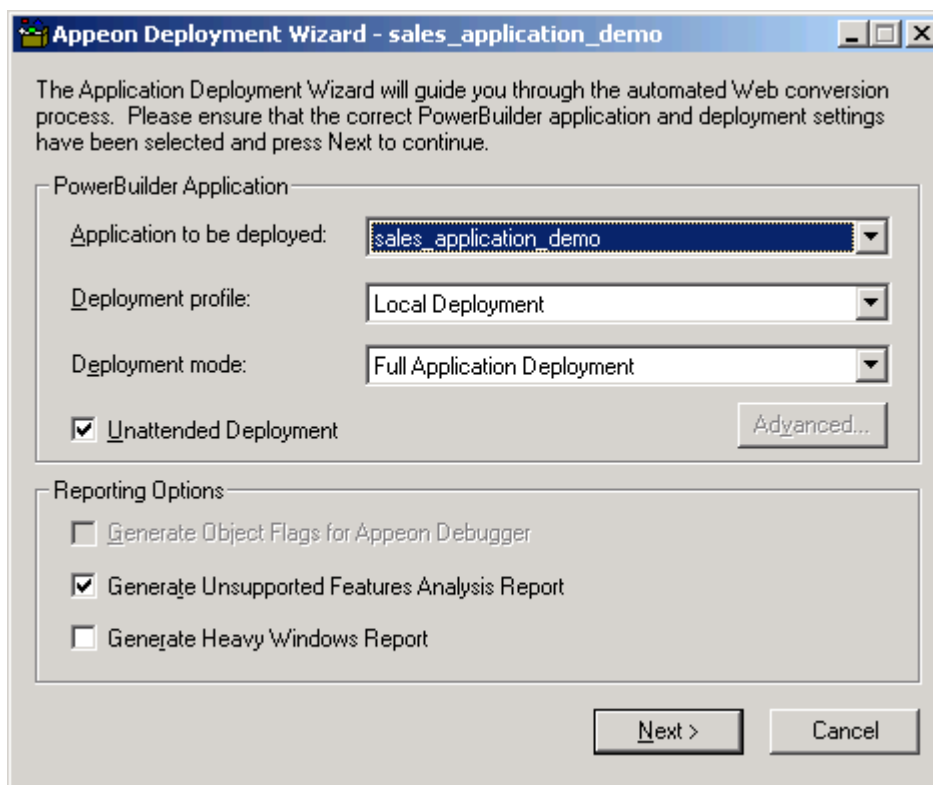 Appeon Deployment Wizard - sales_application_demo
The Application Deployment Wizard will guide you through the automated Web conversion
process.  Please ensure that the correct PowerBuilder application and deployment settings
have been selected and press Next to continue.
PowerBuilder Application
Application to be deployed: sales_application_demo
Deployment profile: Local Deployment
Deployment mode: Full Application Deployment
Unattended Deployment Advanced...
Reporting Options
Generate Object Flags for Appeon Debugger
Generate Unsupported Features Analysis Report
Generate Heavy Windows Report
Next > Cancel